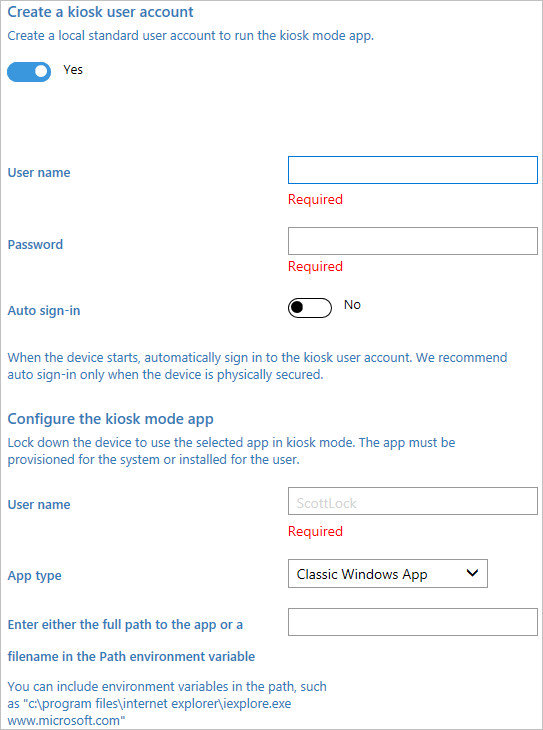 Create a kiosk user account
Create a local standard user account to run the kiosk mode app.
Yes
User name
Required
Password
Required
Auto sign-in
No
When the device starts, automatically sign in to the kiosk user account. We recommend
auto sign-in only when the device is physically secured.
Configure the kiosk mode app
Lock down the device to use the selected app in kiosk mode. The app must be
provisioned for the system or installed for the user.
User name
ScottLock
Required
App type
Classic Windows App
Enter either the full path to the app or a
filename in the Path environment variable
You can include environment variables in the path, such
as "c:\program files\internet explorer\iexplore.exe
www.microsoft.com"